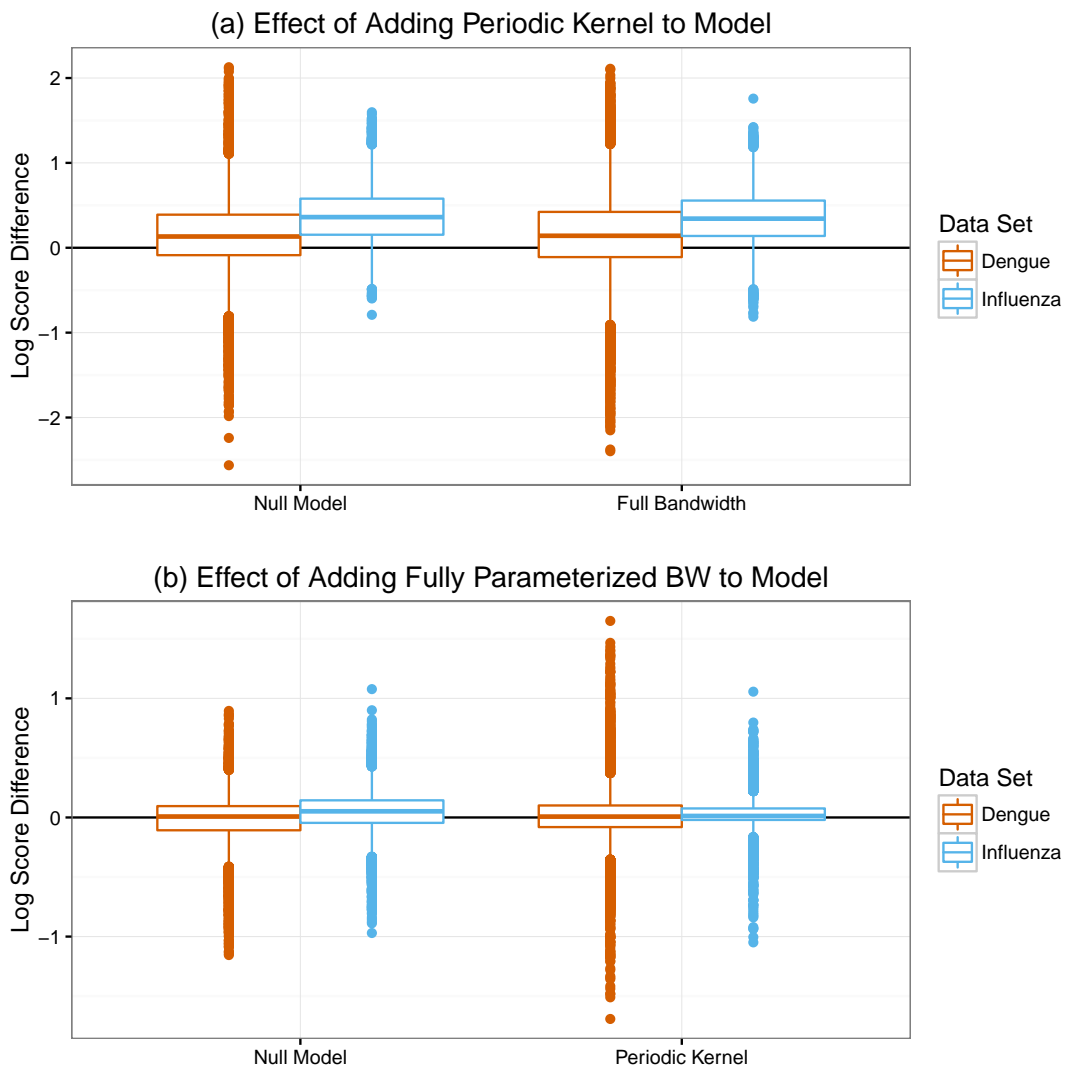 (a) Effect of Adding Periodic Kernel to Model
Log Score Difference
2
1
0
−1
−2
Null Model
Full Bandwidth
Data Set
Dengue
Influenza
(b) Effect of Adding Fully Parameterized BW to Model
Log Score Difference
1
0
−1
Null Model
Periodic Kernel
Data Set
Dengue
Influenza